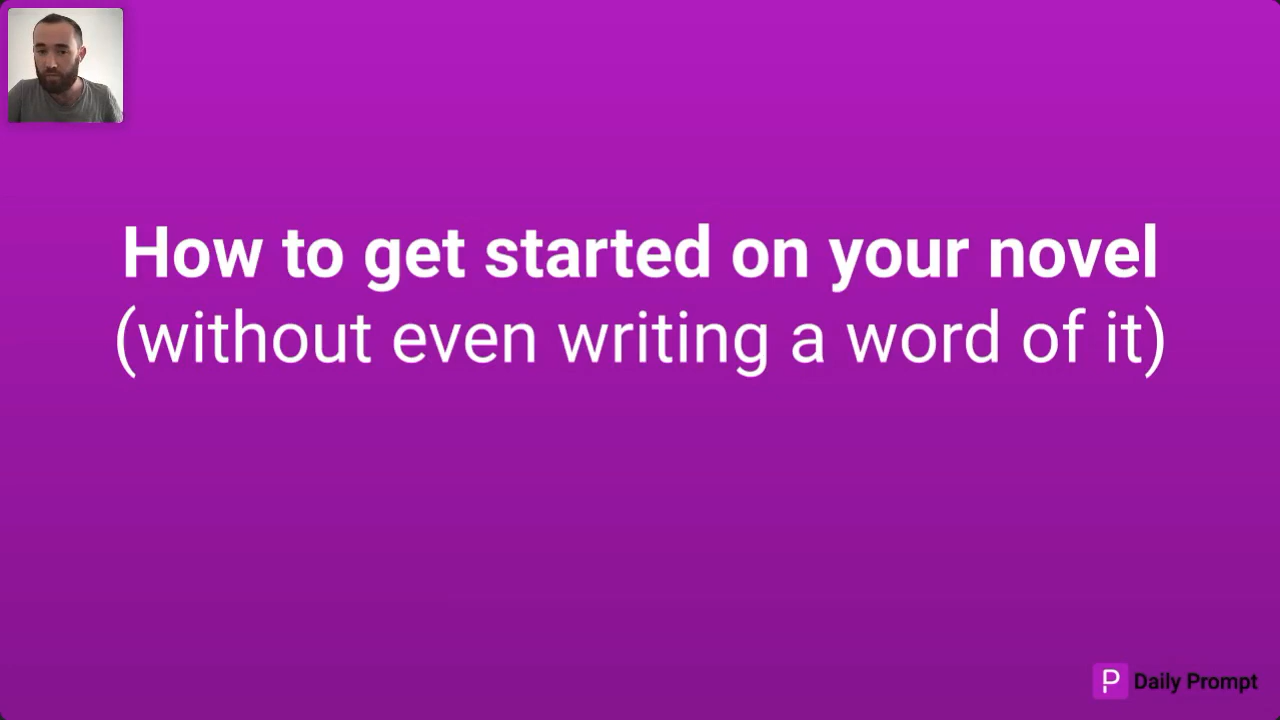 How to get started on your novel
(without even writing a word of it)
P Daily Prompt